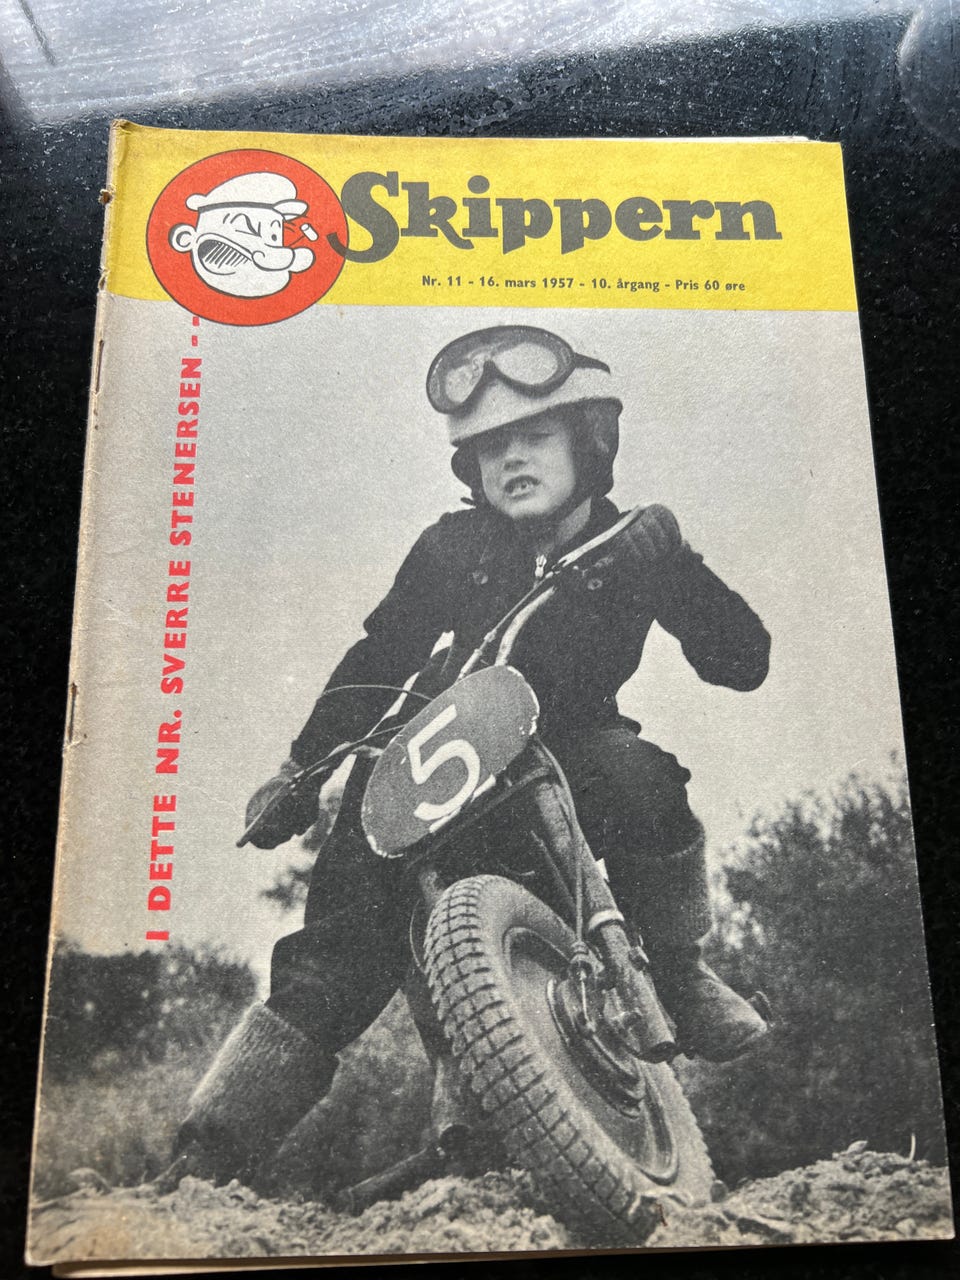 Skippern
Nr. 11 - 16. mars 1957 - 10. årgang - Pris 60 øre
I DETTE NR. SVERRE STENERSEN - -
5